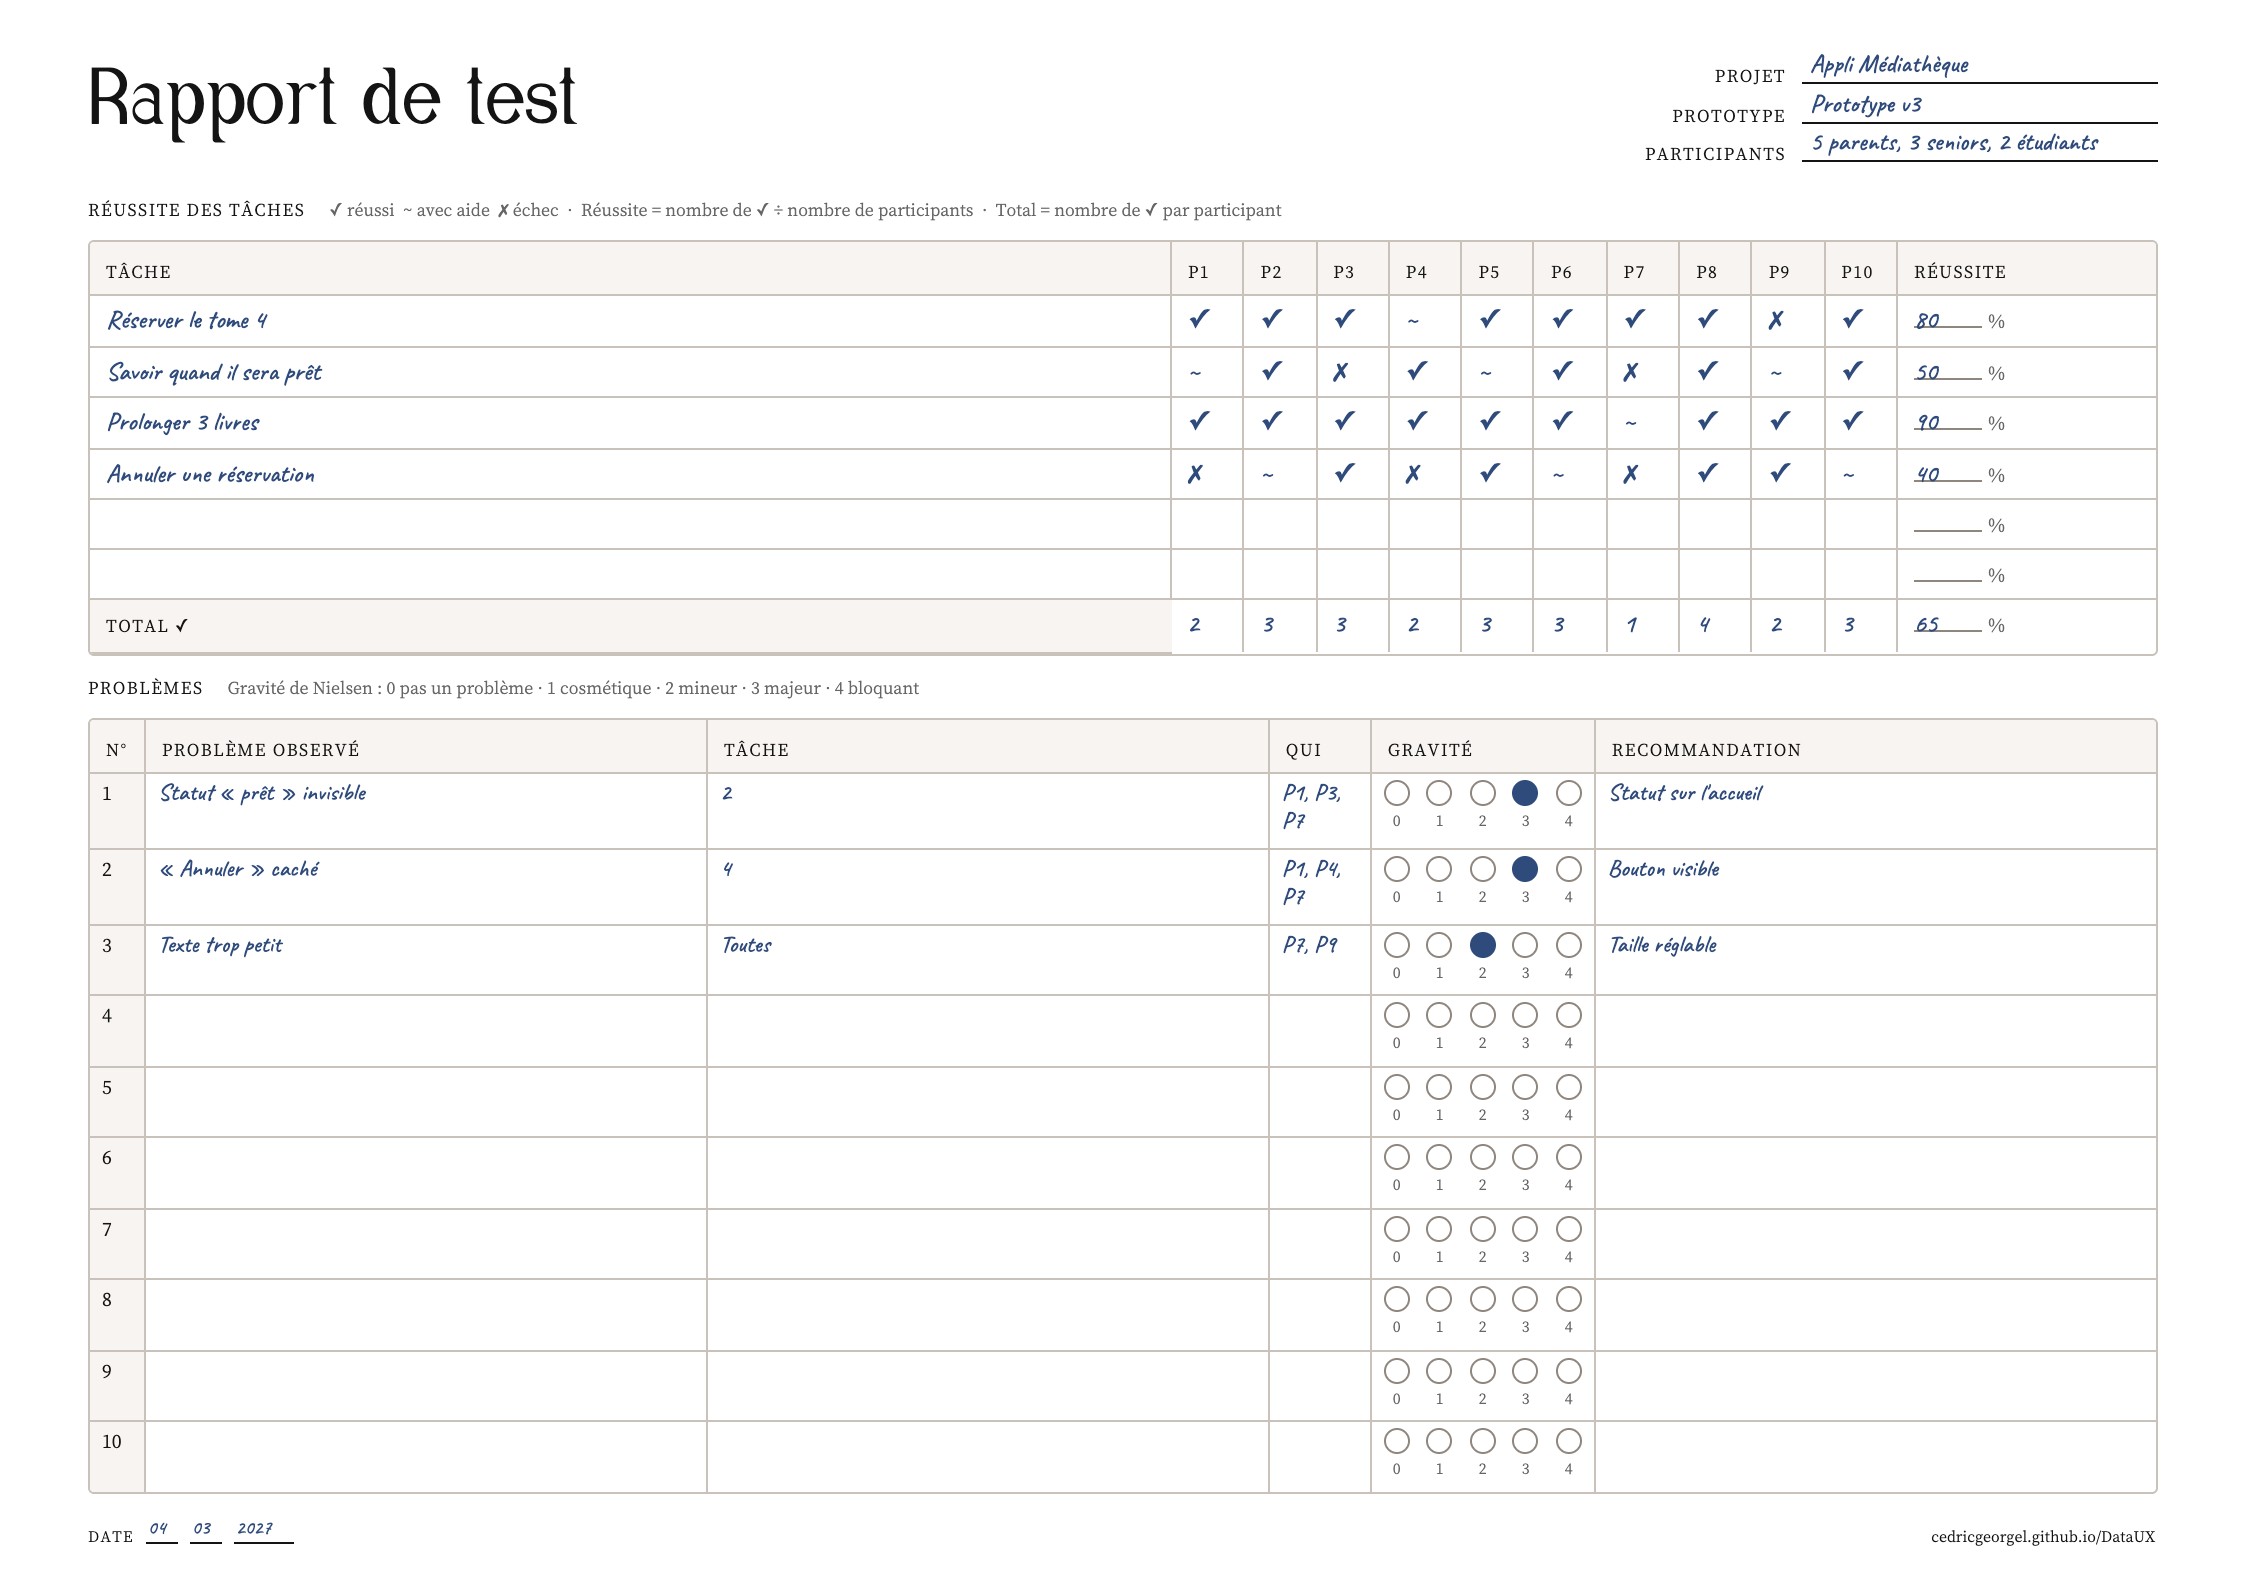 Rapport de test
PROJET Appli Médiathèque
PROTOTYPE Prototype v3
PARTICIPANTS 5 parents, 3 seniors, 2 étudiants
RÉUSSITE DES TÂCHES ✓ réussi ~ avec aide ✗ échec · Réussite = nombre de ✓ ÷ nombre de participants · Total = nombre de ✓ par participant
TÂCHE P1 P2 P3 P4 P5 P6 P7 P8 P9 P10 RÉUSSITE
Réserver le tome 4 ✓ ✓ ✓ ~ ✓ ✓ ✓ ✓ ✗ ✓ 80 %
Savoir quand il sera prêt ~ ✓ ✗ ✓ ~ ✓ ✗ ✓ ~ ✓ 50 %
Prolonger 3 livres ✓ ✓ ✓ ✓ ✓ ✓ ~ ✓ ✓ ✓ 90 %
Annuler une réservation ✗ ~ ✓ ✗ ✓ ~ ✗ ✓ ✓ ~ 40 %
%
%
TOTAL ✓ 2 3 3 2 3 3 1 4 2 3 65 %
PROBLÈMES Gravité de Nielsen : 0 pas un problème · 1 cosmétique · 2 mineur · 3 majeur · 4 bloquant
N° PROBLÈME OBSERVÉ TÂCHE QUI GRAVITÉ RECOMMANDATION
1 Statut « prêt » invisible 2 P1, P3, Statut sur l'accueil
P7 0 1 2 3 4
2 « Annuler » caché 4 P1, P4, Bouton visible
P7 0 1 2 3 4
3 Texte trop petit Toutes P7, P9 Taille réglable
0 1 2 3 4
4
0 1 2 3 4
5
0 1 2 3 4
6
0 1 2 3 4
7
0 1 2 3 4
8
0 1 2 3 4
9
0 1 2 3 4
10
0 1 2 3 4
DATE 04 03 2027 cedricgeorgel.github.io/DataUX